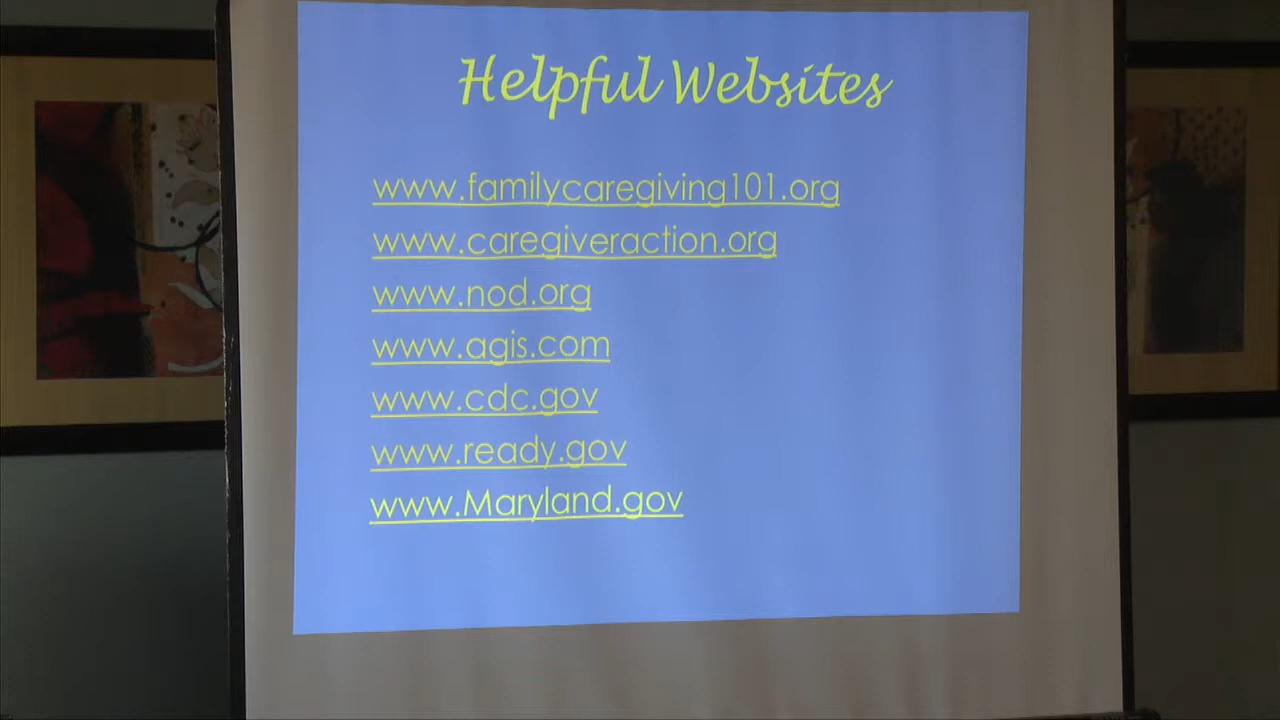 Helpful Websites
www.familycaregiving101.org
www.caregiveraction.org
www.nod.org
www.agis.com
www.cdc.gov
www.ready.gov
www.Maryland.gov